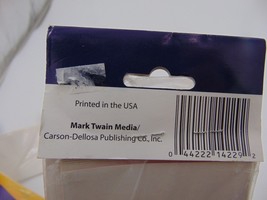 Printed in the USA
Mark Twain Media/
Carson-Dellosa Publishing Co., Inc.
0 44222 14229 2